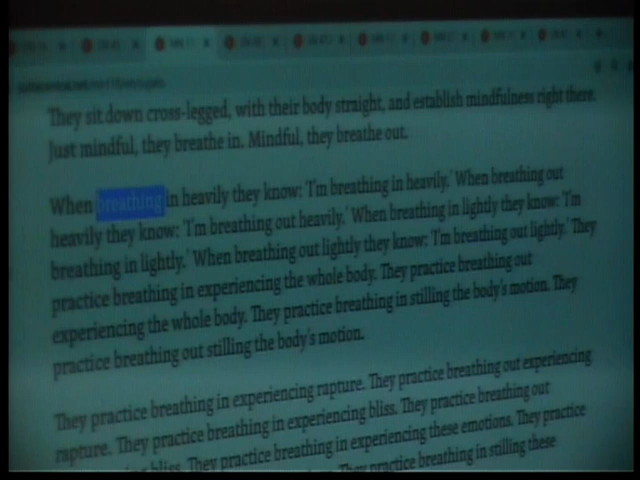 They sit down cross-legged, with their body straight, and establish mindfulness right there.
Just mindful, they breathe in. Mindful, they breathe out.
When breathing in heavily they know: 'I'm breathing in heavily.' When breathing out
heavily they know: 'I'm breathing out heavily.' When breathing in lightly they know: 'I'm
breathing in lightly.' When breathing out lightly they know: 'I'm breathing out lightly.' They
practice breathing in experiencing the whole body. They practice breathing out
experiencing the whole body. They practice breathing in stilling the body's motion. They
practice breathing out stilling the body's motion.
They practice breathing in experiencing rapture. They practice breathing out experiencing
rapture. They practice breathing in experiencing bliss. They practice breathing out
bliss. They practice breathing in experiencing these emotions. They practice
They practice breathing in stilling these